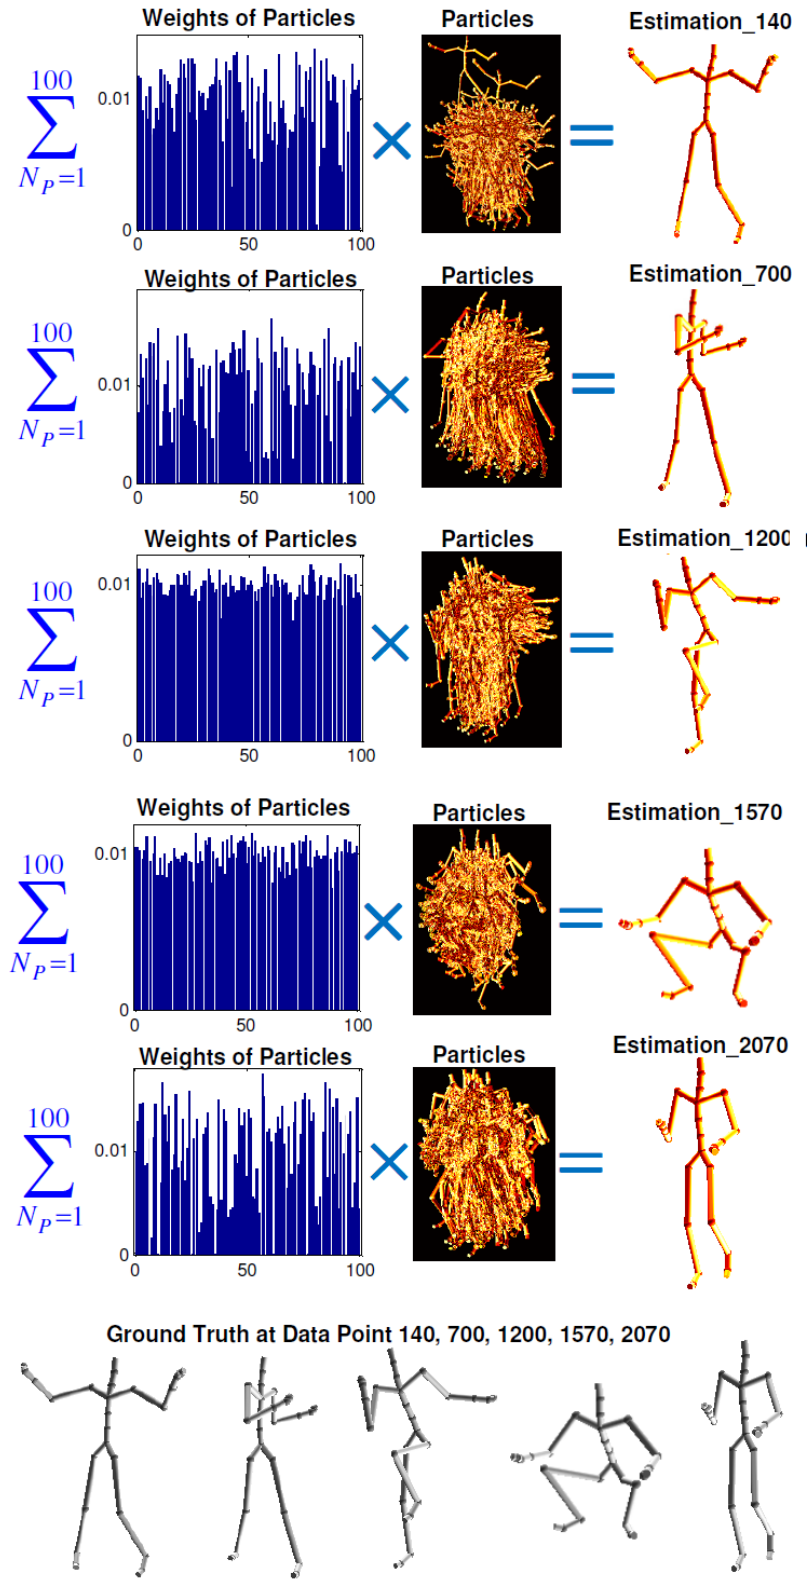 Weights of Particles Particles Estimation_140
100
∑
N_P=1
0.01
0
0 50 100
× =
Weights of Particles Particles Estimation_700
100
∑
N_P=1
0.01
0
0 50 100
× =
Weights of Particles Particles Estimation_1200
100
∑
N_P=1
0.01
0
0 50 100
× =
Weights of Particles Particles Estimation_1570
100
∑
N_P=1
0.01
0
0 50 100
× =
Weights of Particles Particles Estimation_2070
100
∑
N_P=1
0.01
0
0 50 100
× =
Ground Truth at Data Point 140, 700, 1200, 1570, 2070